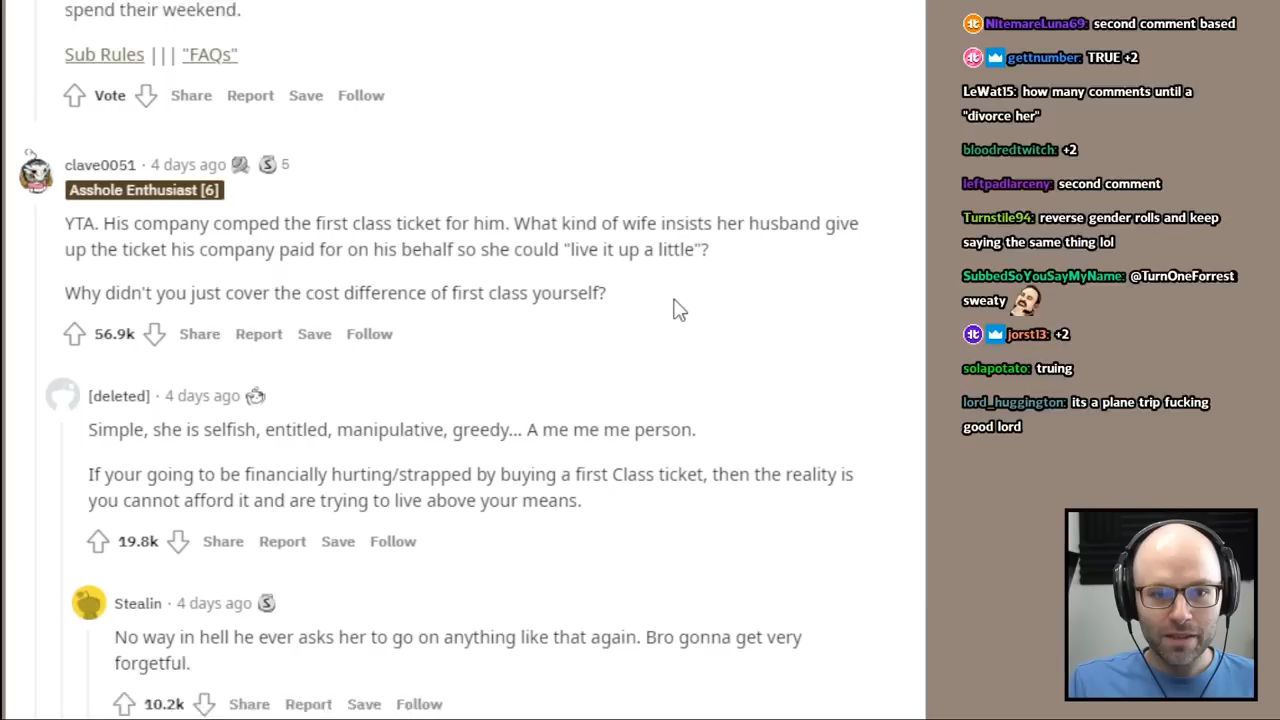 spend their weekend.
Sub Rules ||| "FAQs"
Vote Share Report Save Follow
clave0051 · 4 days ago 5
Asshole Enthusiast [6]
YTA. His company comped the first class ticket for him. What kind of wife insists her husband give
up the ticket his company paid for on his behalf so she could "live it up a little"?
Why didn't you just cover the cost difference of first class yourself?
56.9k Share Report Save Follow
[deleted] · 4 days ago
Simple, she is selfish, entitled, manipulative, greedy... A me me me person.
If your going to be financially hurting/strapped by buying a first Class ticket, then the reality is
you cannot afford it and are trying to live above your means.
19.8k Share Report Save Follow
Stealin · 4 days ago
No way in hell he ever asks her to go on anything like that again. Bro gonna get very
forgetful.
10.2k Share Report Save Follow
NitemareLuna69: second comment based
gettnumber: TRUE +2
LeWat15: how many comments until a
"divorce her"
bloodredtwitch: +2
leftpadlarceny: second comment
Turnstile94: reverse gender rolls and keep
saying the same thing lol
SubbedSoYouSayMyName: @TurnOneForrest
sweaty
jorst13: +2
solapotato: truing
lord_huggington: its a plane trip fucking
good lord